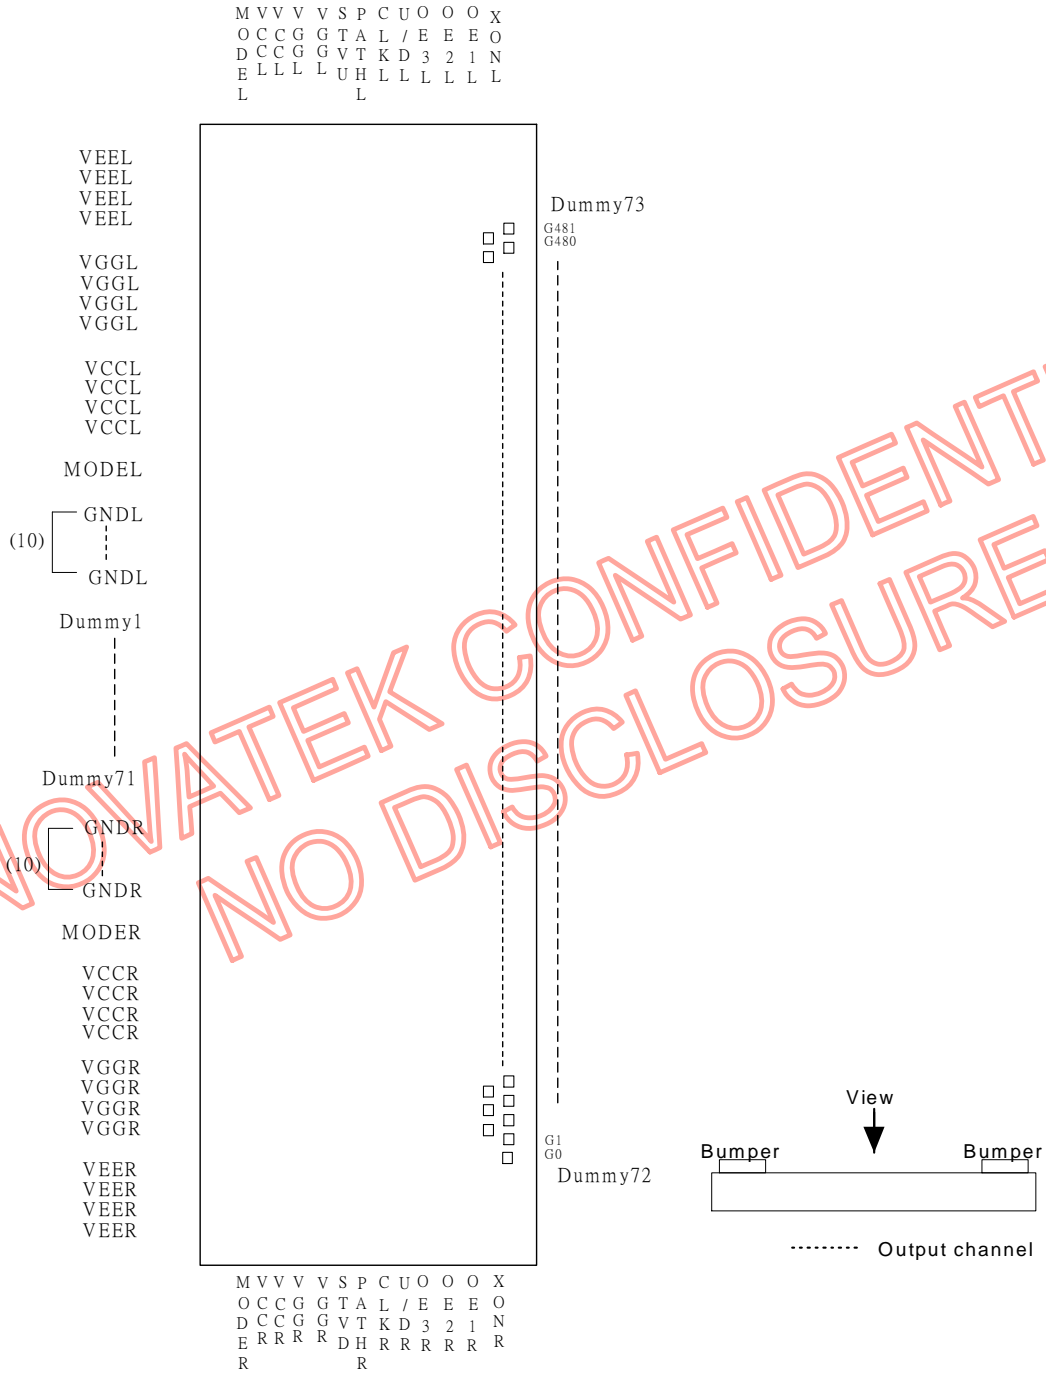 MODEL VCCL VCCL VGGL VGGL STVU PATHL CLKL U/DL OE3L OE2L OE1L XONL
VEEL
VEEL
VEEL
VEEL
Dummy73
G481
G480
VGGL
VGGL
VGGL
VGGL
VCCL
VCCL
VCCL
VCCL
MODEL
GNDL
(10)
GNDL
Dummy1
Dummy71
GNDR
(10)
GNDR
MODER
VCCR
VCCR
VCCR
VCCR
VGGR
VGGR
VGGR
VGGR
G1
G0
Dummy72
VEER
VEER
VEER
VEER
MODER VCCR VCCR VGGR VGGR STVD PATHR CLKR U/DR OE3R OE2R OE1R XONR
View
Bumper
Bumper
Output channel
NOVATEK CONFIDENT
NO DISCLOSURE